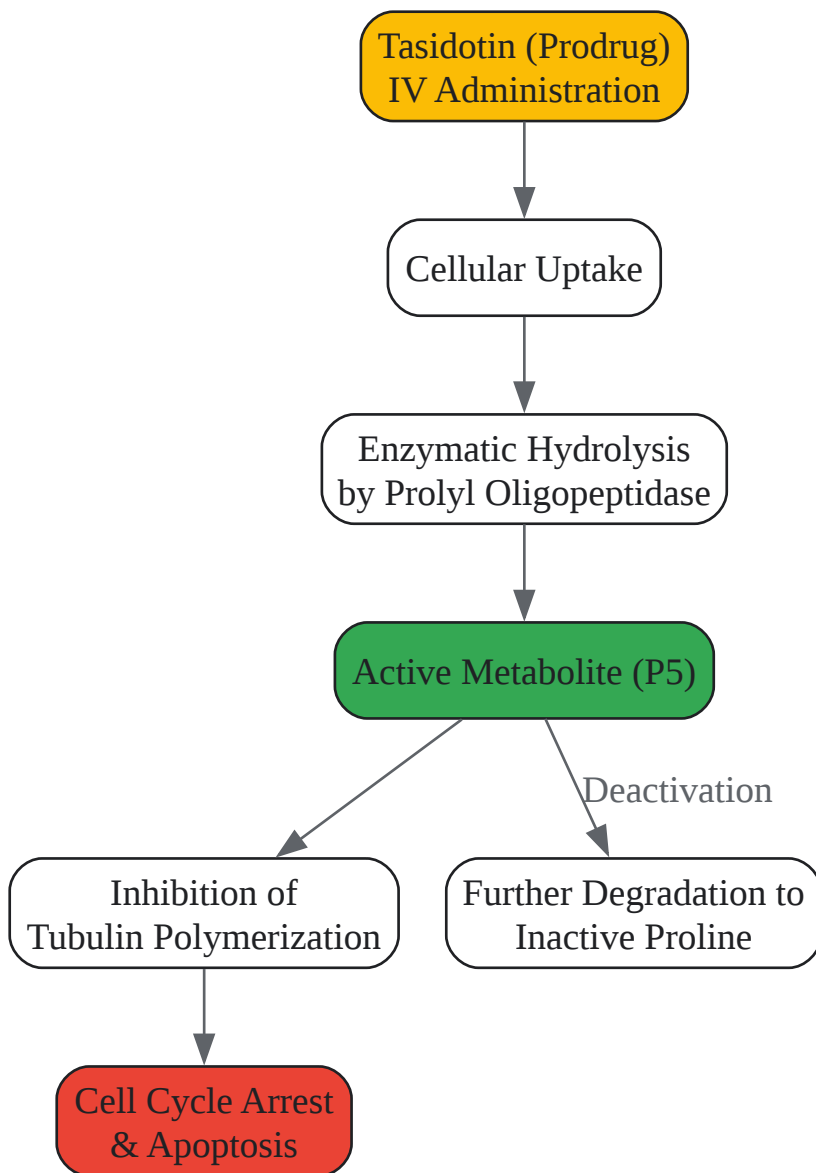 Tasidotin (Prodrug)
IV Administration
Cellular Uptake
Enzymatic Hydrolysis
by Prolyl Oligopeptidase
Active Metabolite (P5)
Deactivation
Inhibition of
Tubulin Polymerization
Further Degradation to
Inactive Proline
Cell Cycle Arrest
& Apoptosis